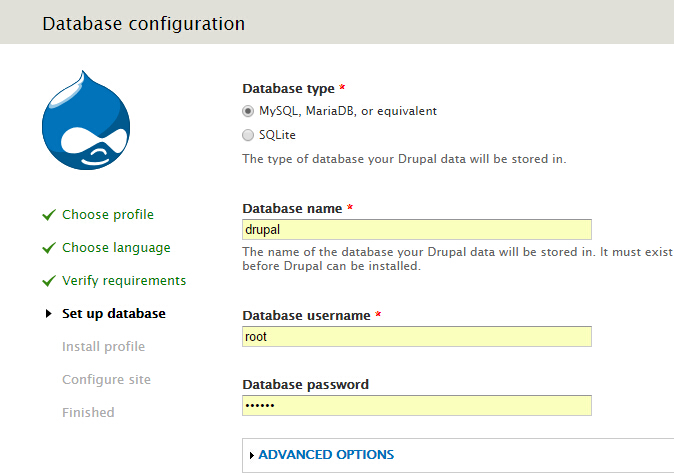 Database configuration
Choose profile
Choose language
Verify requirements
Set up database
Install profile
Configure site
Finished
Database type *
MySQL, MariaDB, or equivalent
SQLite
The type of database your Drupal data will be stored in.
Database name *
drupal
The name of the database your Drupal data will be stored in. It must exist
before Drupal can be installed.
Database username *
root
Database password
••••••
ADVANCED OPTIONS